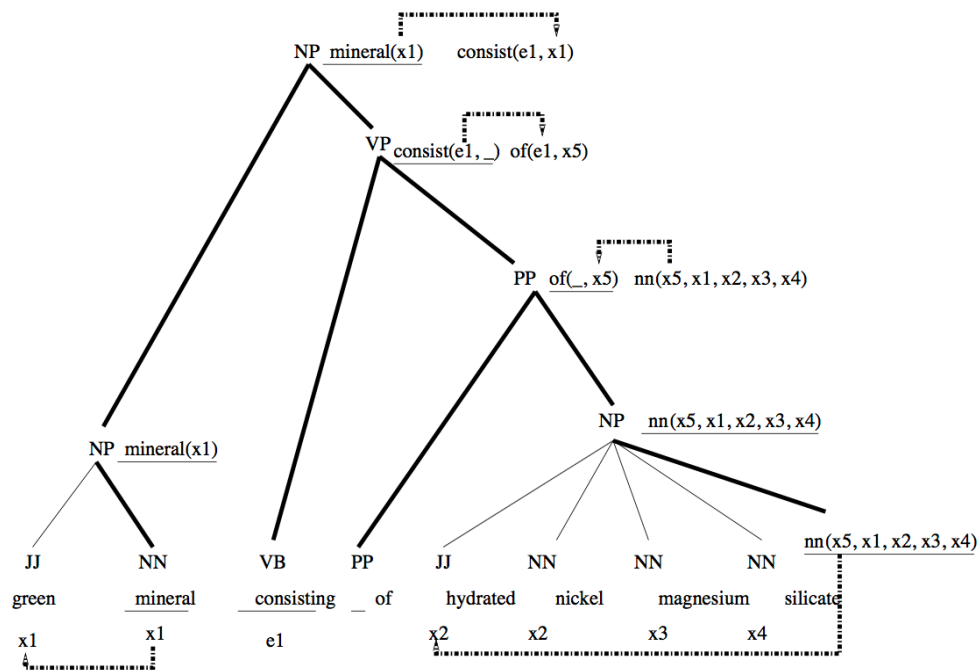 NP mineral(x1) consist(e1, x1)
VP consist(e1, _) of(e1, x5)
PP of(_, x5) nn(x5, x1, x2, x3, x4)
NP nn(x5, x1, x2, x3, x4)
NP mineral(x1)
nn(x5, x1, x2, x3, x4)
JJ NN VB PP JJ NN NN NN
green mineral consisting of hydrated nickel magnesium silicate
x1 x1 e1 x2 x2 x3 x4